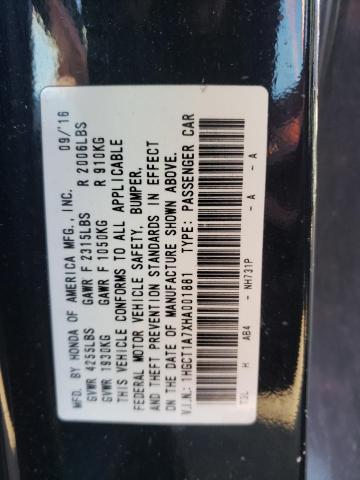 MFD. BY HONDA OF AMERICA MFG., INC. 09/16
GVWR 4255LBS GAWR F 2315LBS R 2006LBS
GVWR 1930KG GAWR F 1050KG R 910KG
THIS VEHICLE CONFORMS TO ALL APPLICABLE
FEDERAL MOTOR VEHICLE SAFETY, BUMPER,
AND THEFT PREVENTION STANDARDS IN EFFECT
ON THE DATE OF MANUFACTURE SHOWN ABOVE.
V.I.N.: 1HGCT1A7XHA001881 TYPE: PASSENGER CAR
T3L H AB4 - NH731P - A - A